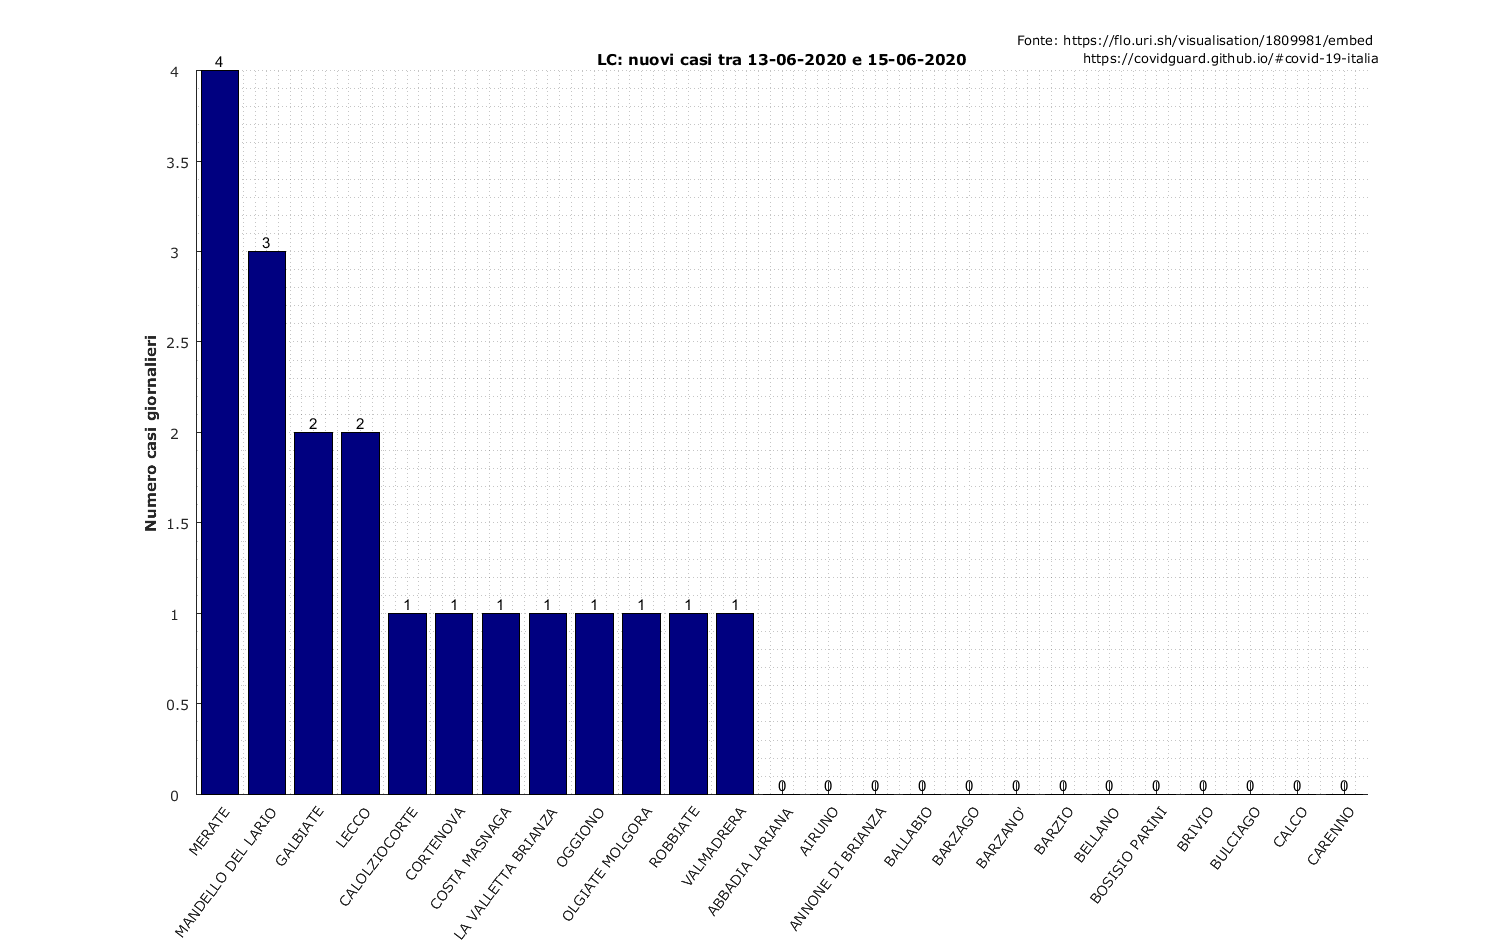 Fonte: https://flo.uri.sh/visualisation/1809981/embed
https://covidguard.github.io/#covid-19-italia
LC: nuovi casi tra 13-06-2020 e 15-06-2020
Numero casi giornalieri
4
3.5
3
2.5
2
1.5
1
0.5
0
4
3
2
2
1
1
1
1
1
1
1
1
0
0
0
0
0
0
0
0
0
0
0
0
0
MERATE
MANDELLO DEL LARIO
GALBIATE
LECCO
CALOLZIOCORTE
CORTENOVA
COSTA MASNAGA
LA VALLETTA BRIANZA
OGGIONO
OLGIATE MOLGORA
ROBBIATE
VALMADRERA
ABBADIA LARIANA
AIRUNO
ANNONE DI BRIANZA
BALLABIO
BARZAGO
BARZANO'
BARZIO
BELLANO
BOSISIO PARINI
BRIVIO
BULCIAGO
CALCO
CARENNO